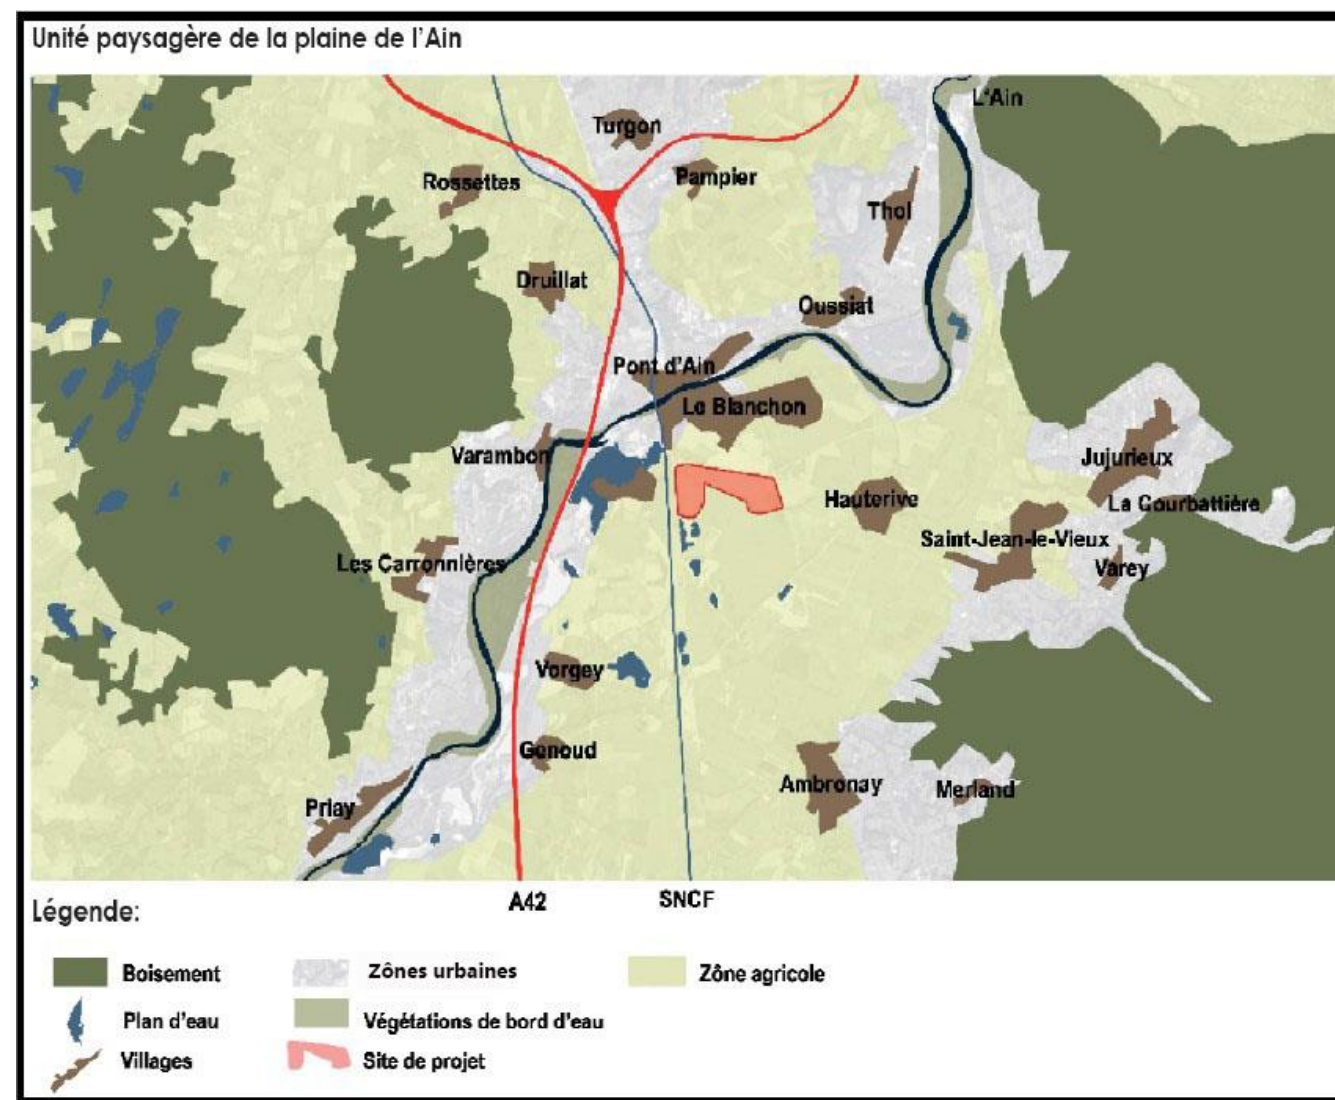 Unité paysagère de la plaine de l'Ain
L'Ain
Turgon
Pampier
Rossettes
Thol
Druillat
Oussiat
Pont d'Ain
Le Blanchon
Varambon
Jujurieux
Hauterive
La Courbattière
Saint-Jean-le-Vieux
Les Carronnières
Varey
Vorgey
Genoud
Ambronay
Merland
Priay
A42
SNCF
Légende:
Boisement
Zônes urbaines
Zône agricole
Plan d'eau
Végétations de bord d'eau
Villages
Site de projet